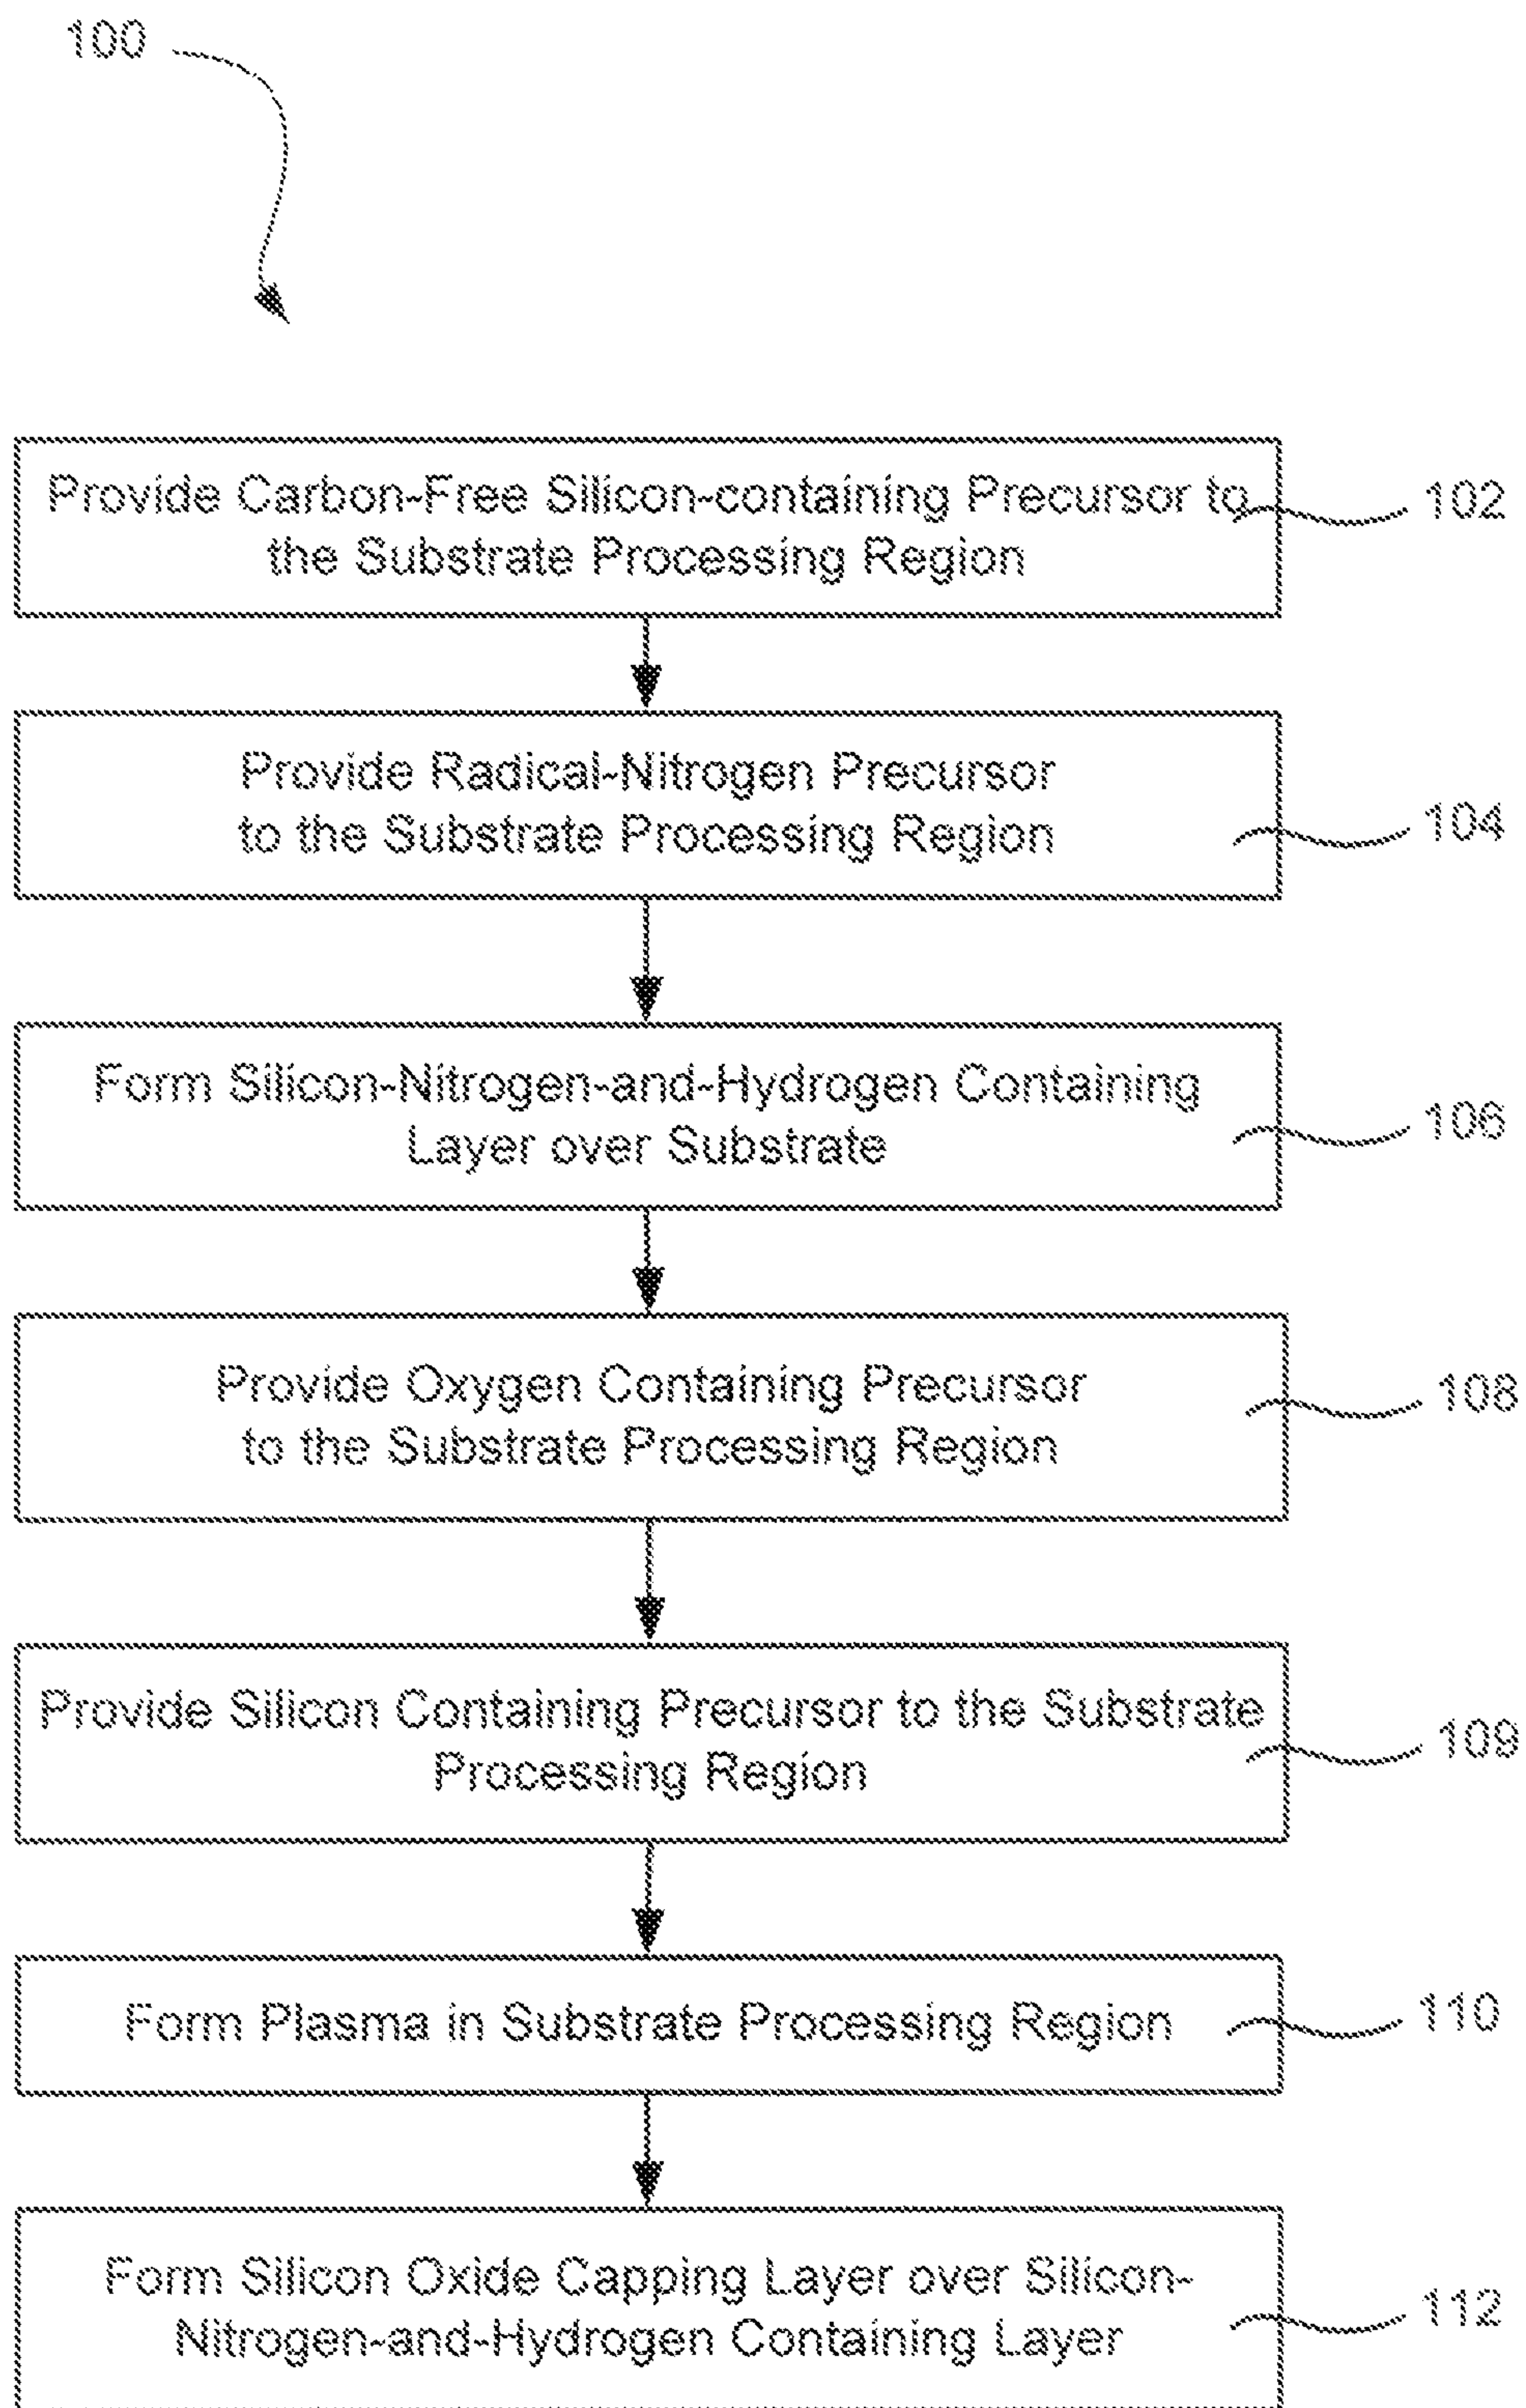 100
Provide Carbon-Free Silicon-containing Precursor to
the Substrate Processing Region
102
Provide Radical-Nitrogen Precursor
to the Substrate Processing Region
104
Form Silicon-Nitrogen-and-Hydrogen Containing
Layer over Substrate
106
Provide Oxygen Containing Precursor
to the Substrate Processing Region
108
Provide Silicon Containing Precursor to the Substrate
Processing Region
109
Form Plasma in Substrate Processing Region
110
Form Silicon Oxide Capping Layer over Silicon-
Nitrogen-and-Hydrogen Containing Layer
112